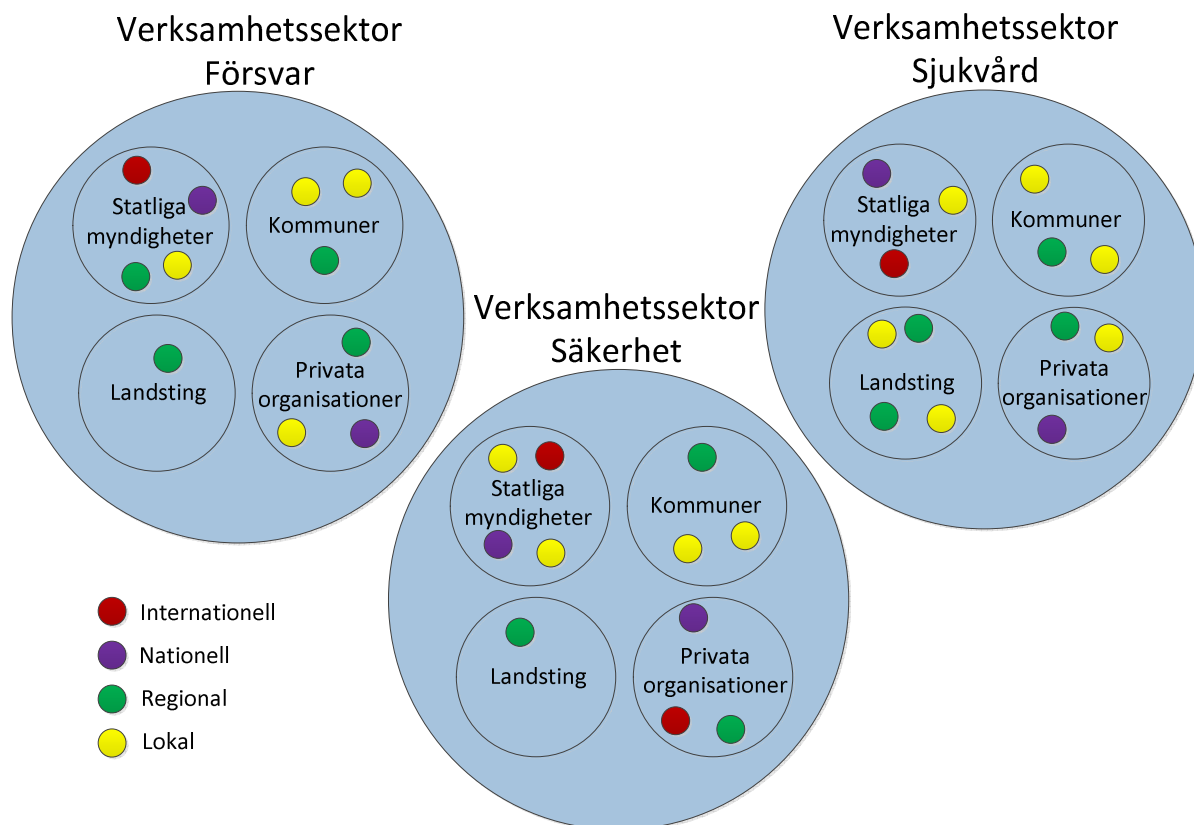 Verksamhetssektor
Försvar
Statliga
myndigheter
Kommuner
Landsting
Privata
organisationer
Verksamhetssektor
Säkerhet
Statliga
myndigheter
Kommuner
Landsting
Privata
organisationer
Verksamhetssektor
Sjukvård
Statliga
myndigheter
Kommuner
Landsting
Privata
organisationer
Internationell
Nationell
Regional
Lokal